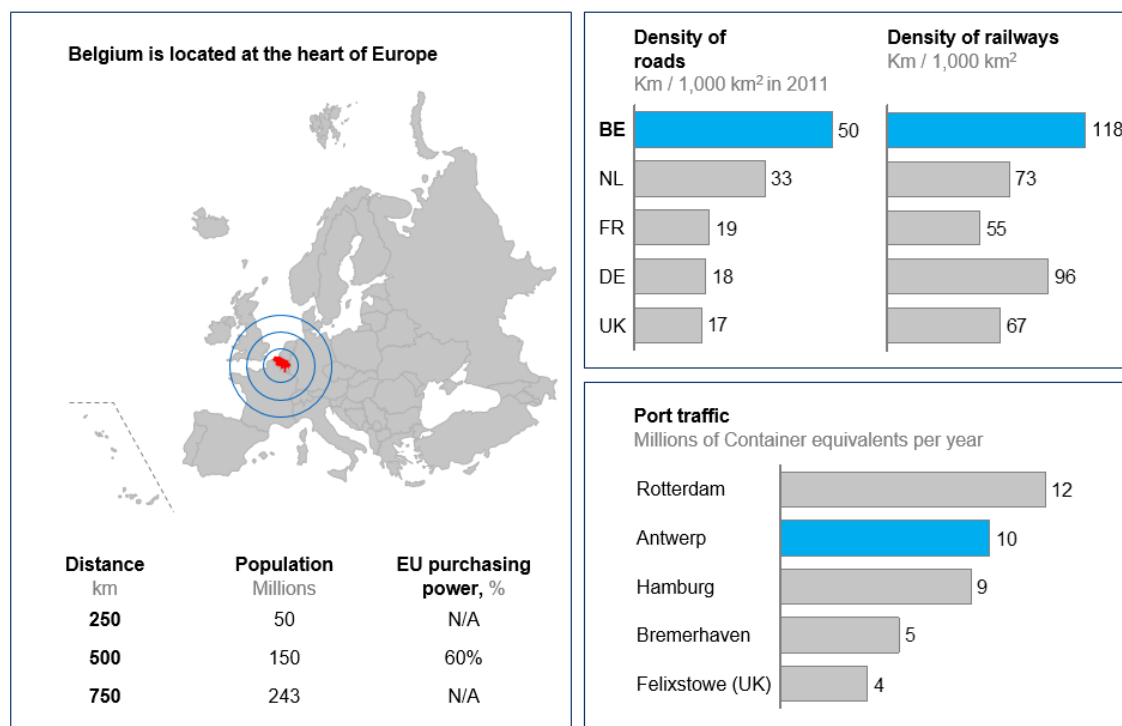 Belgium is located at the heart of Europe
Distance Population EU purchasing
km Millions power, %
250 50 N/A
500 150 60%
750 243 N/A
Density of
roads
Km / 1,000 km² in 2011
BE 50
NL 33
FR 19
DE 18
UK 17
Density of railways
Km / 1,000 km²
118
73
55
96
67
Port traffic
Millions of Container equivalents per year
Rotterdam 12
Antwerp 10
Hamburg 9
Bremerhaven 5
Felixstowe (UK) 4